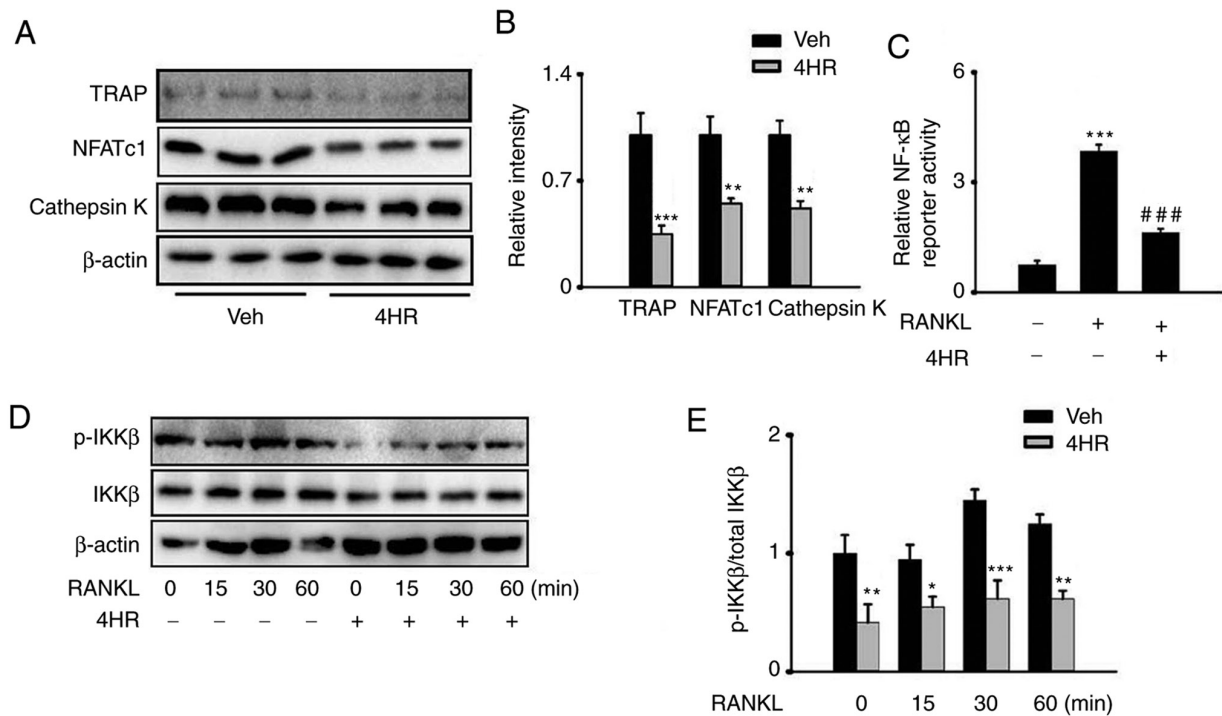 A
TRAP
NFATc1
Cathepsin K
β-actin
Veh 4HR
B
Veh
4HR
Relative intensity
1.4
0.7
0
***
**
**
TRAP NFATc1 Cathepsin K
C
Relative NF-κB
reporter activity
6
3
0
***
###
RANKL − + +
4HR − − +
D
p-IKKβ
IKKβ
β-actin
RANKL 0 15 30 60 0 15 30 60 (min)
4HR − − − − + + + +
E
Veh
4HR
p-IKKβ/total IKKβ
2
1
0
**
*
***
**
RANKL 0 15 30 60 (min)